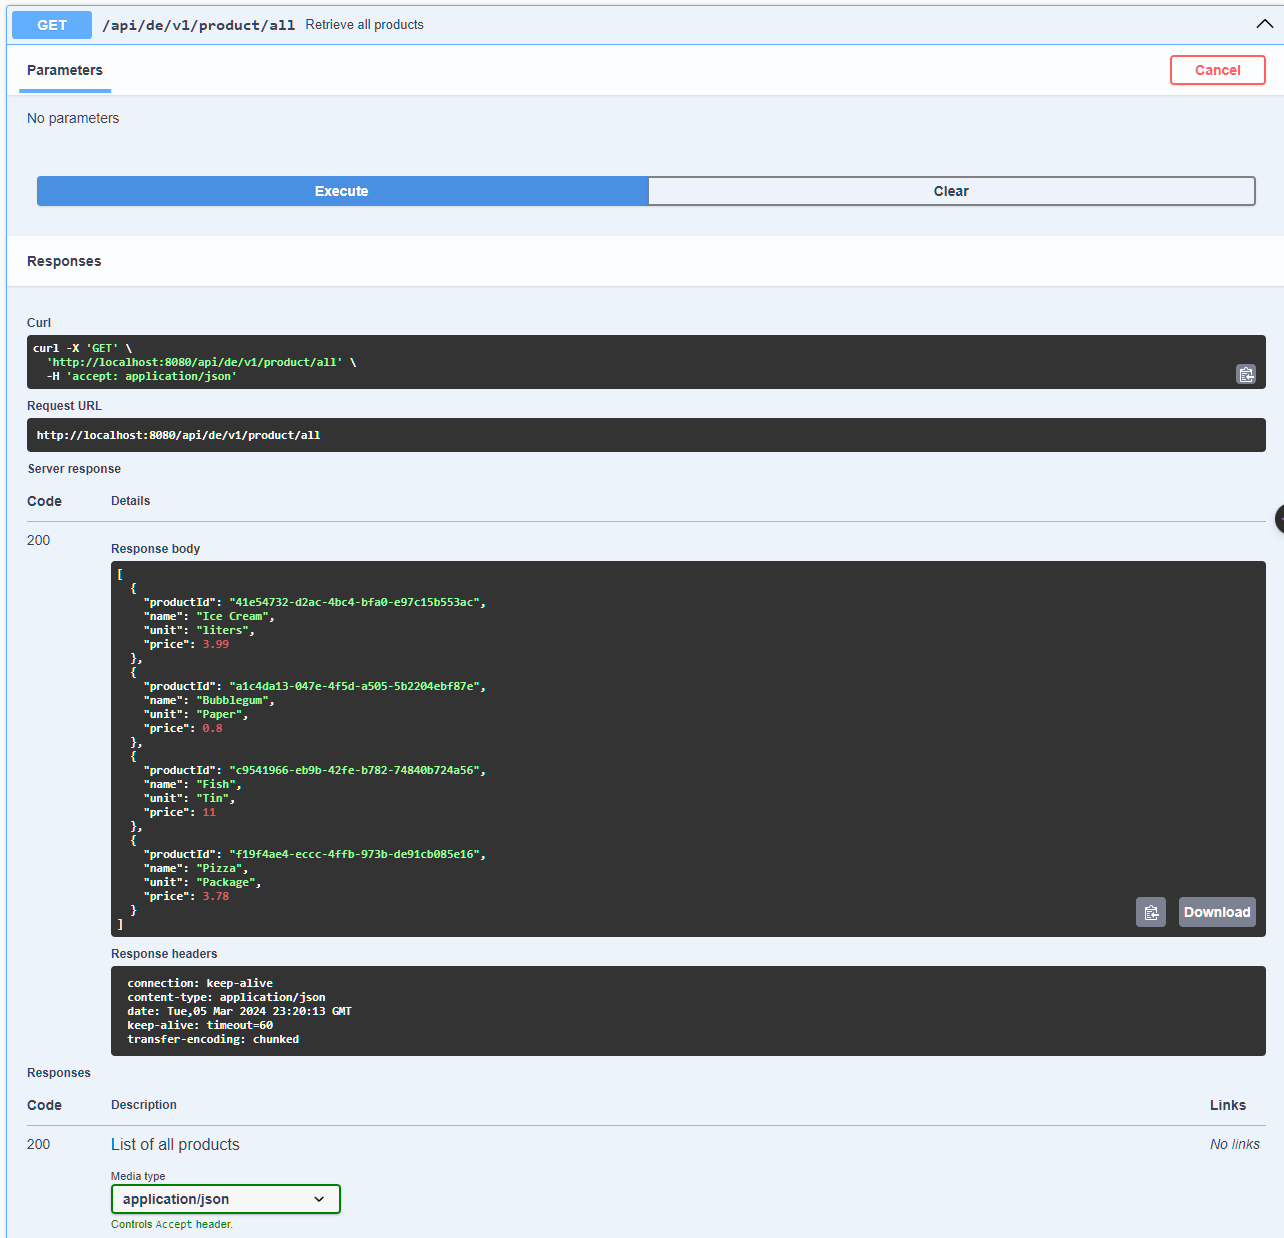 GET /api/de/v1/product/all Retrieve all products
Parameters
Cancel
No parameters
Execute
Clear
Responses
Curl
curl -X 'GET' \
  'http://localhost:8080/api/de/v1/product/all' \
  -H 'accept: application/json'
Request URL
http://localhost:8080/api/de/v1/product/all
Server response
Code Details
200
Response body
[
  {
    "productId": "41e54732-d2ac-4bc4-bfa0-e97c15b553ac",
    "name": "Ice Cream",
    "unit": "liters",
    "price": 3.99
  },
  {
    "productId": "a1c4da13-047e-4f5d-a505-5b2204ebf87e",
    "name": "Bubblegum",
    "unit": "Paper",
    "price": 0.8
  },
  {
    "productId": "c9541966-eb9b-42fe-b782-74840b724a56",
    "name": "Fish",
    "unit": "Tin",
    "price": 11
  },
  {
    "productId": "f19f4ae4-eccc-4ffb-973b-de91cb085e16",
    "name": "Pizza",
    "unit": "Package",
    "price": 3.78
  }
]
Download
Response headers
connection: keep-alive
content-type: application/json
date: Tue,05 Mar 2024 23:20:13 GMT
keep-alive: timeout=60
transfer-encoding: chunked
Responses
Code Description Links
200 List of all products No links
Media type
application/json
Controls Accept header.